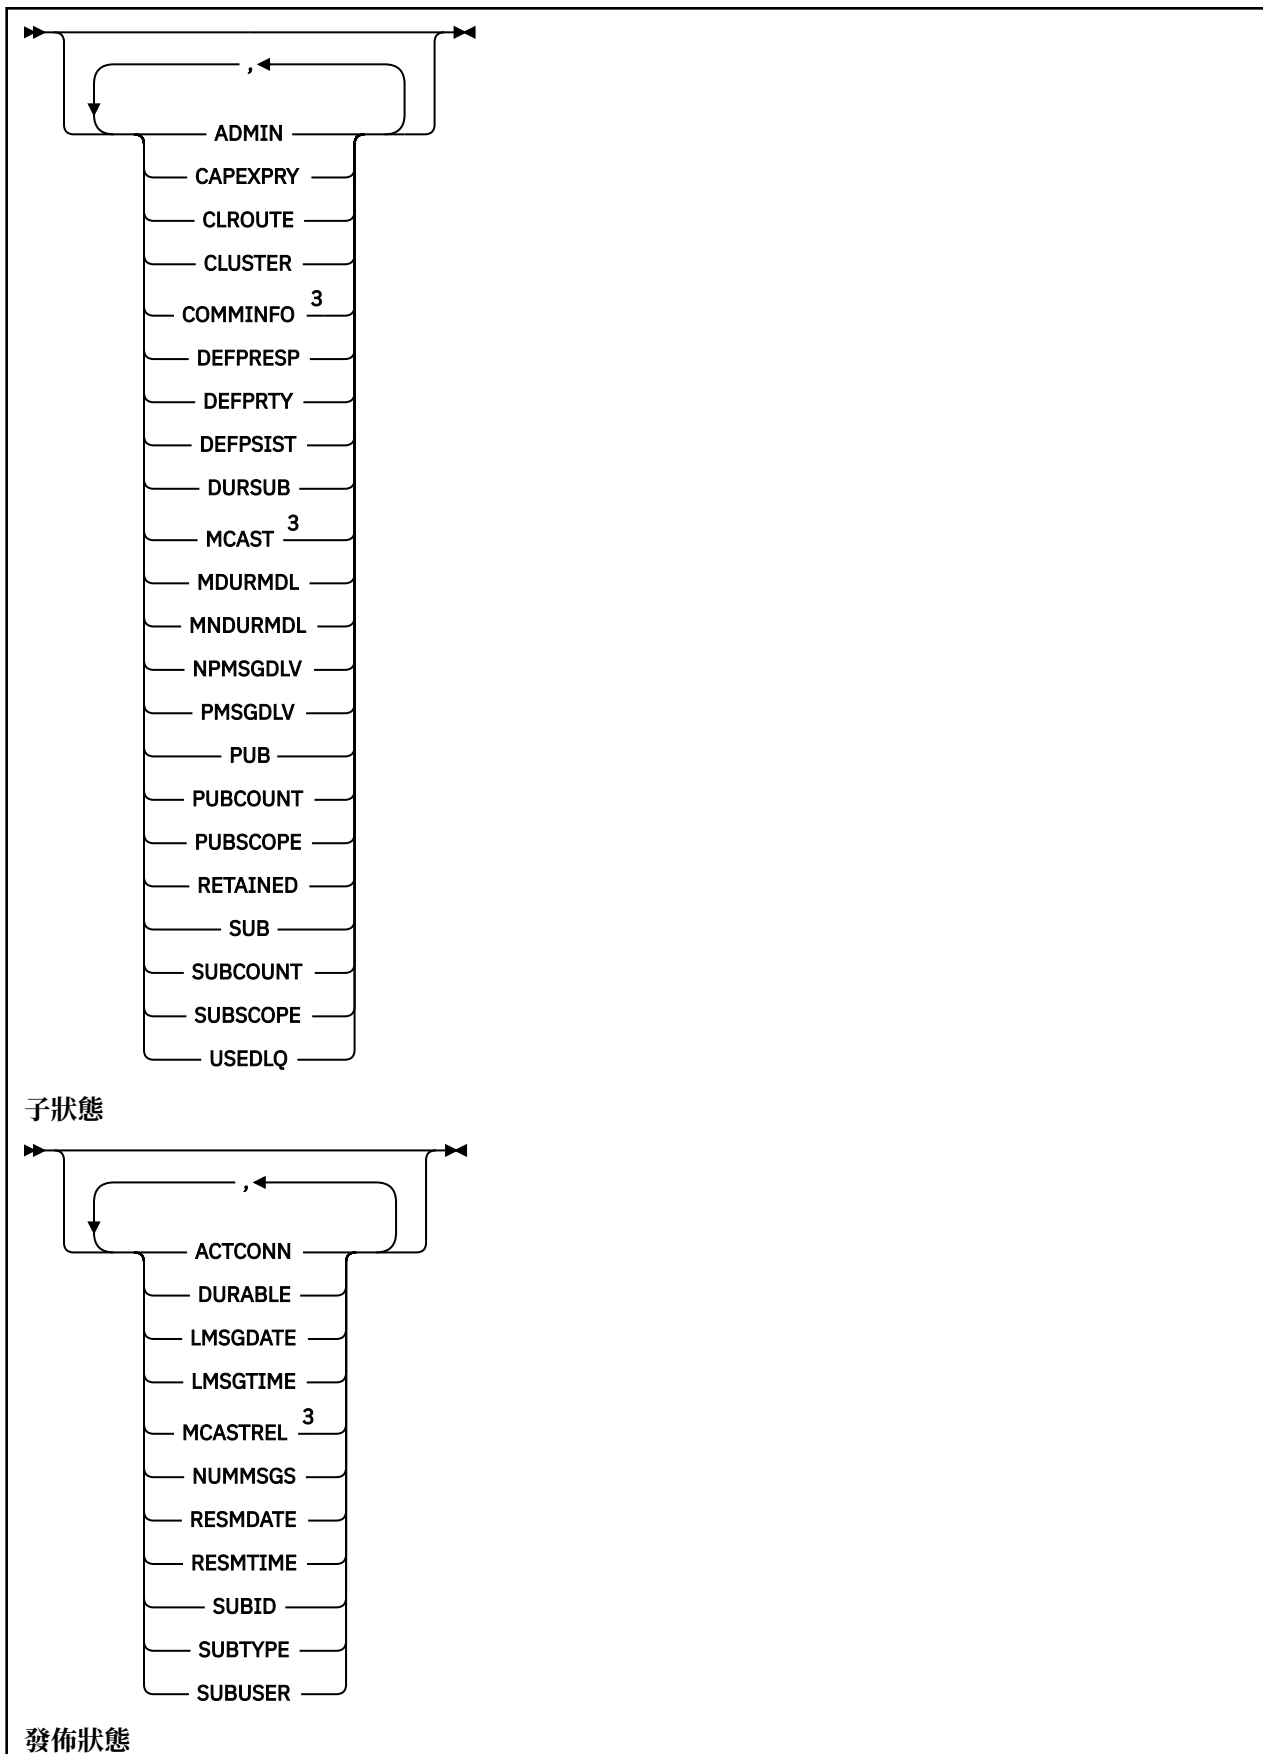 ,
ADMIN
CAPEXPRY
CLROUTE
CLUSTER
COMMINFO 3
DEFPRESP
DEFPRTY
DEFPSIST
DURSUB
MCAST 3
MDURMDL
MNDURMDL
NPMSGDLV
PMSGDLV
PUB
PUBCOUNT
PUBSCOPE
RETAINED
SUB
SUBCOUNT
SUBSCOPE
USEDLQ
子狀態
,
ACTCONN
DURABLE
LMSGDATE
LMSGTIME
MCASTREL 3
NUMMSGS
RESMDATE
RESMTIME
SUBID
SUBTYPE
SUBUSER
發佈狀態